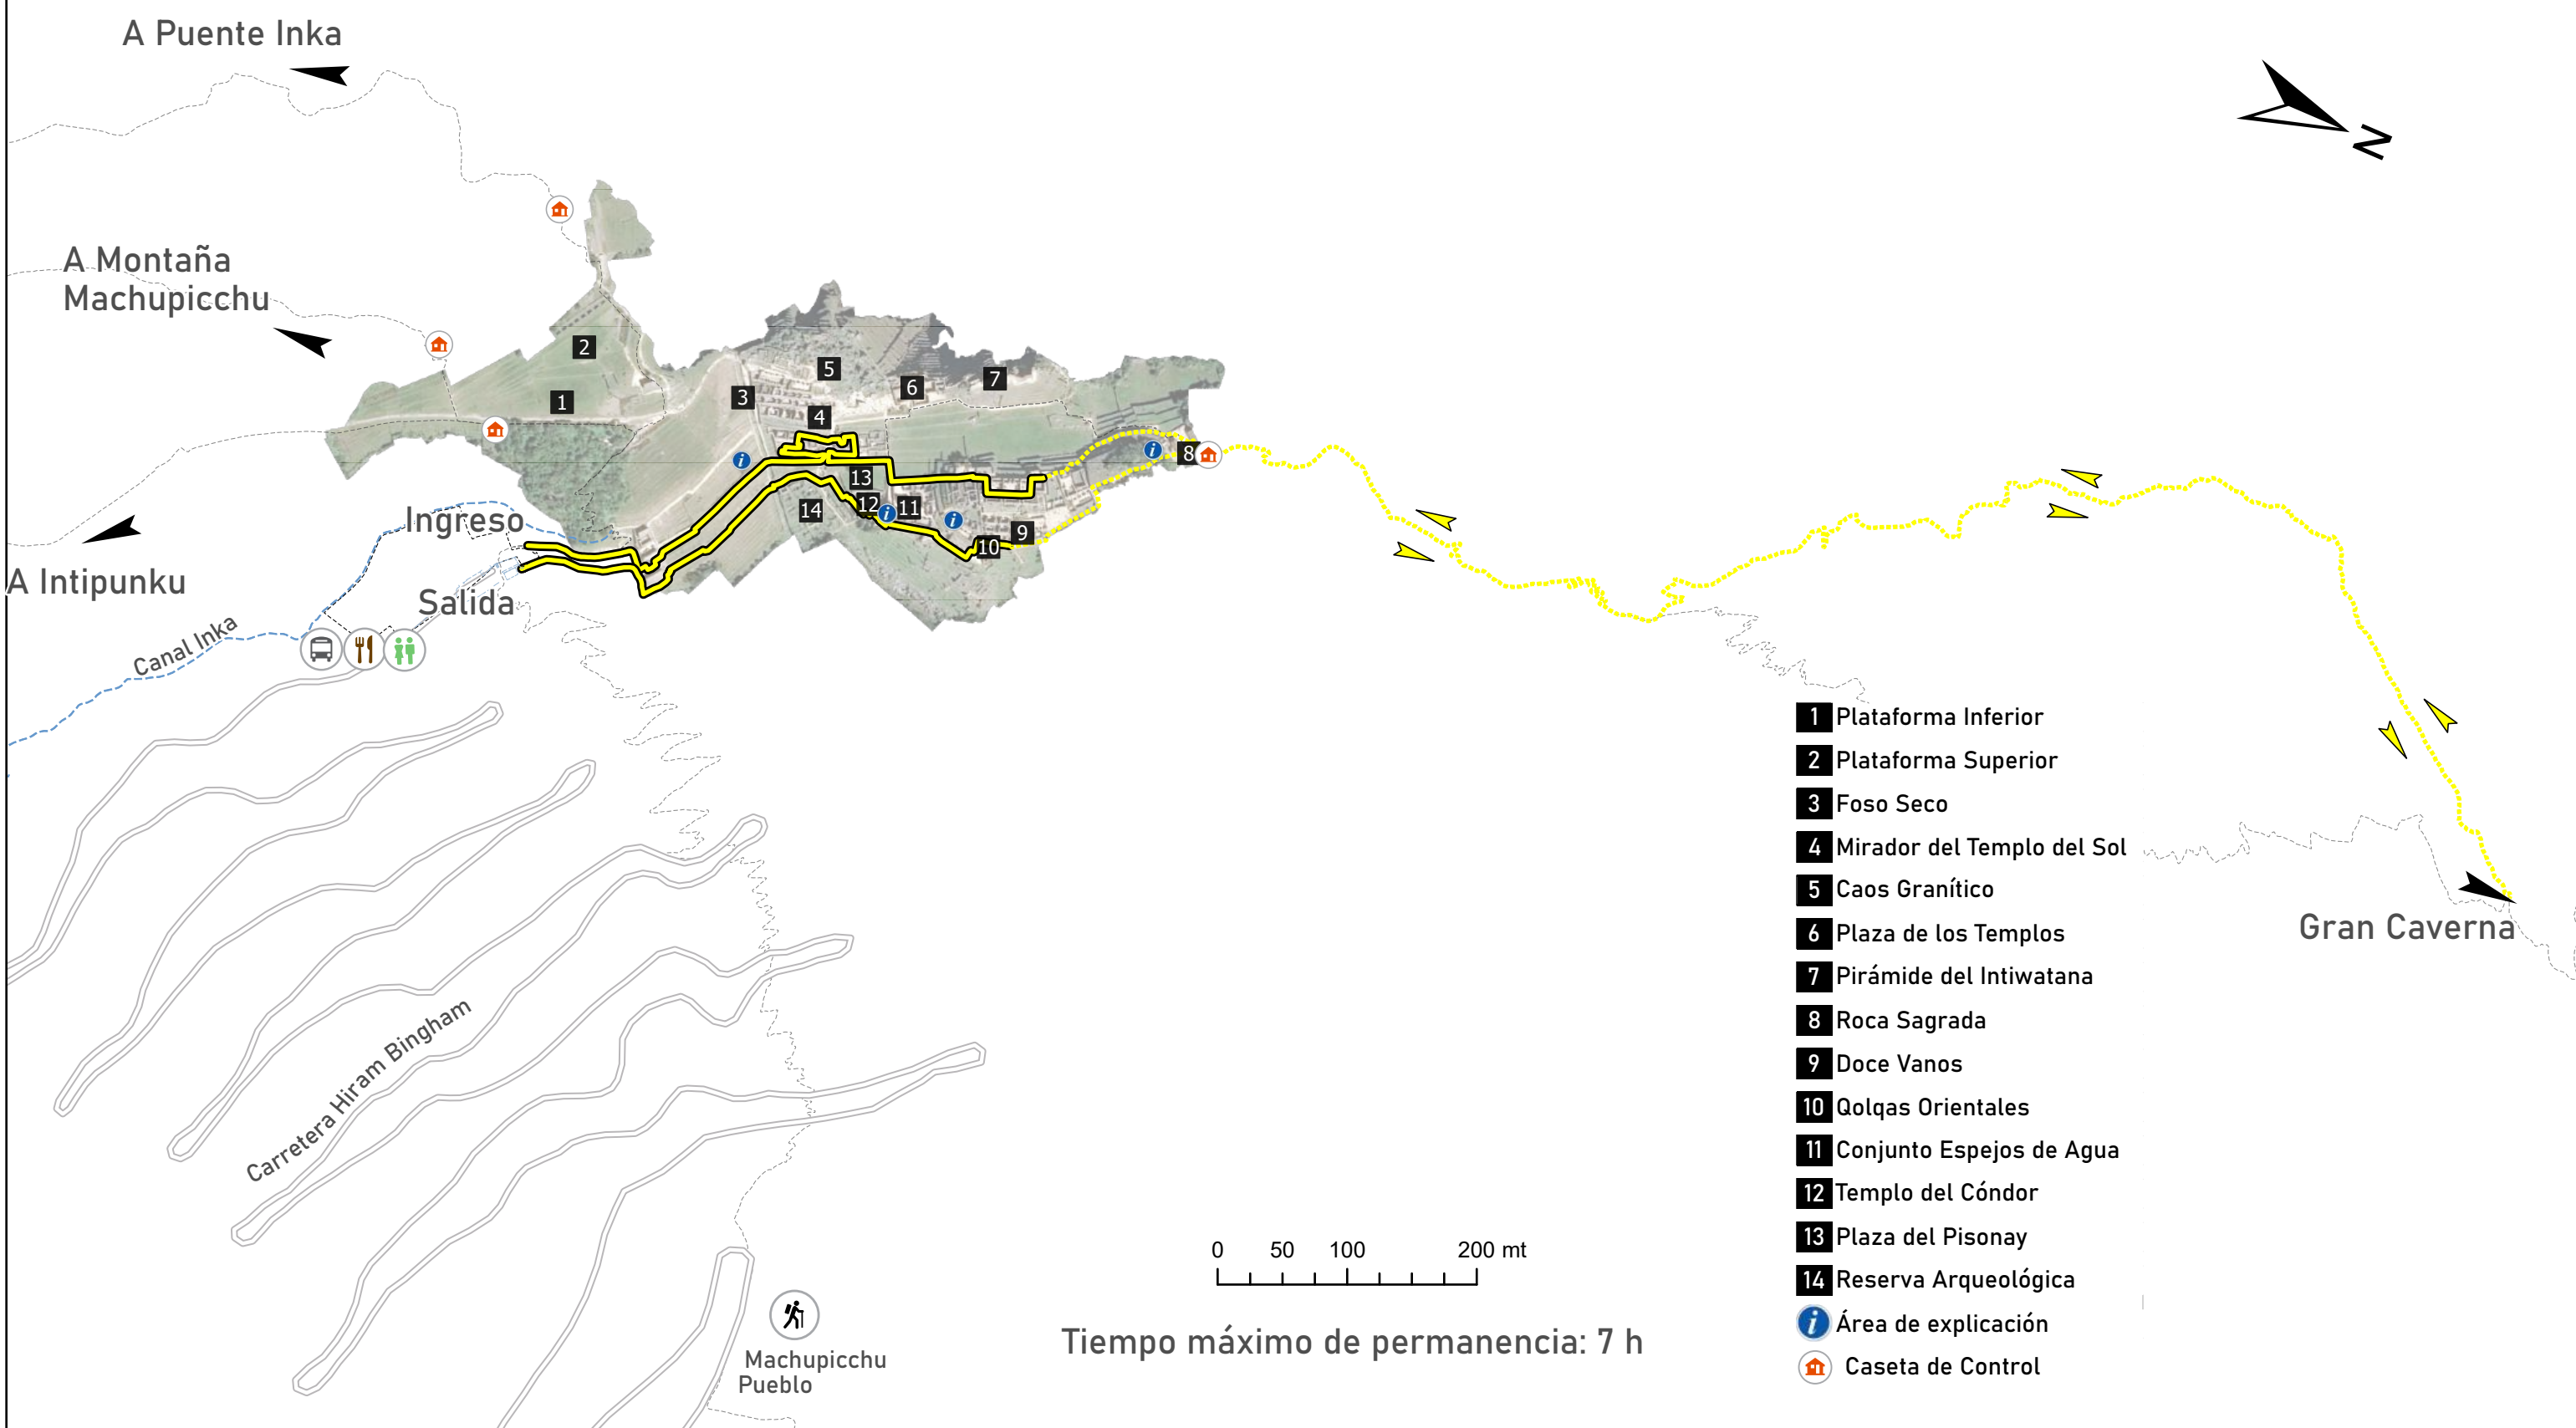 A Puente Inka
N
A Montaña
Machupicchu
2
1
3
5
4
6
7
8
13
12
11
14
10
9
Ingreso
A Intipunku
Salida
Canal Inka
Carretera Hiram Bingham
Gran Caverna
1 Plataforma Inferior
2 Plataforma Superior
3 Foso Seco
4 Mirador del Templo del Sol
5 Caos Granítico
6 Plaza de los Templos
7 Pirámide del Intiwatana
8 Roca Sagrada
9 Doce Vanos
10 Qolqas Orientales
11 Conjunto Espejos de Agua
12 Templo del Cóndor
13 Plaza del Pisonay
14 Reserva Arqueológica
i Área de explicación
Caseta de Control
0 50 100 200 mt
Tiempo máximo de permanencia: 7 h
Machupicchu
Pueblo